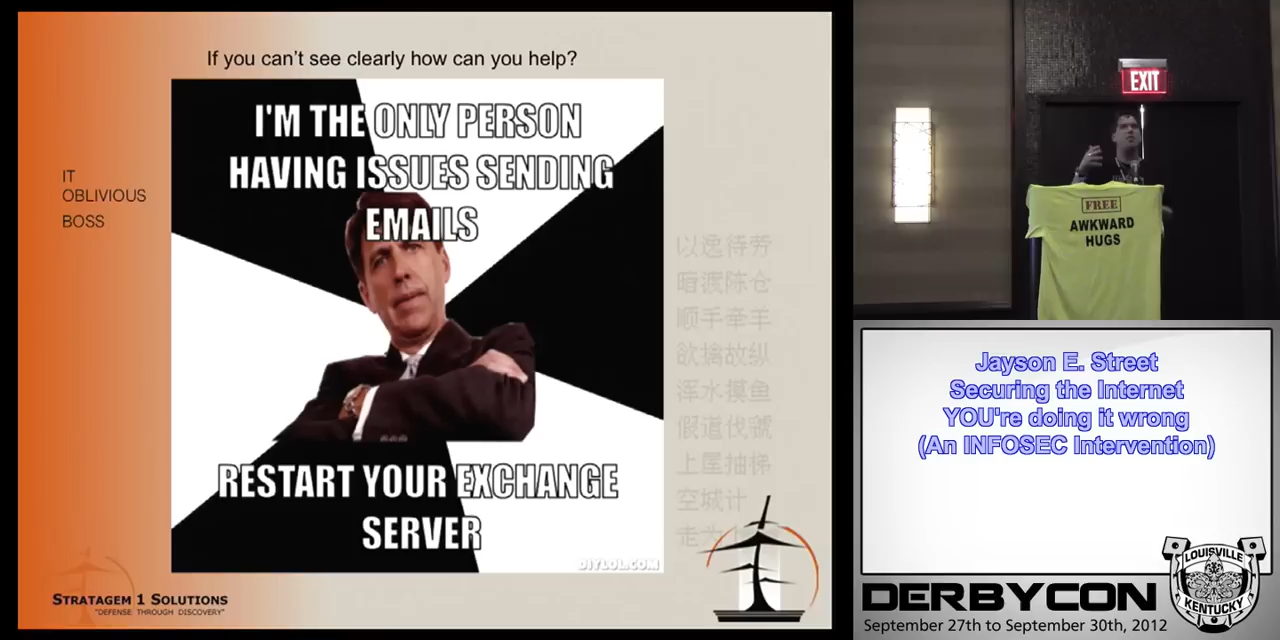 If you can't see clearly how can you help?
IT
OBLIVIOUS
BOSS
I'M THE ONLY PERSON
HAVING ISSUES SENDING
EMAILS
RESTART YOUR EXCHANGE
SERVER
DIYLOL.COM
以逸待劳
暗渡陈仓
顺手牵羊
欲擒故纵
浑水摸鱼
假道伐虢
上屋抽梯
空城计
走为
STRATAGEM 1 SOLUTIONS
"DEFENSE THROUGH DISCOVERY"
EXIT
FREE
AWKWARD
HUGS
Jayson E. Street
Securing the Internet
YOU're doing it wrong
(An INFOSEC Intervention)
LOUISVILLE
KENTUCKY
DERBYCON
September 27th to September 30th, 2012